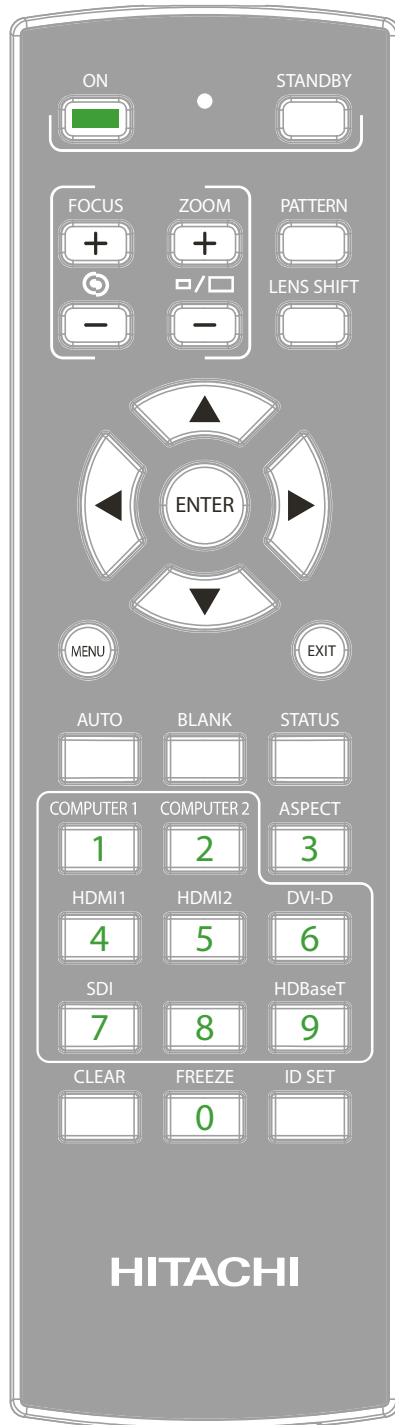 ON STANDBY
FOCUS ZOOM PATTERN
+ +
LENS SHIFT
− −
ENTER
MENU EXIT
AUTO BLANK STATUS
COMPUTER 1 COMPUTER 2 ASPECT
1 2 3
HDMI1 HDMI2 DVI-D
4 5 6
SDI HDBaseT
7 8 9
CLEAR FREEZE ID SET
0
HITACHI